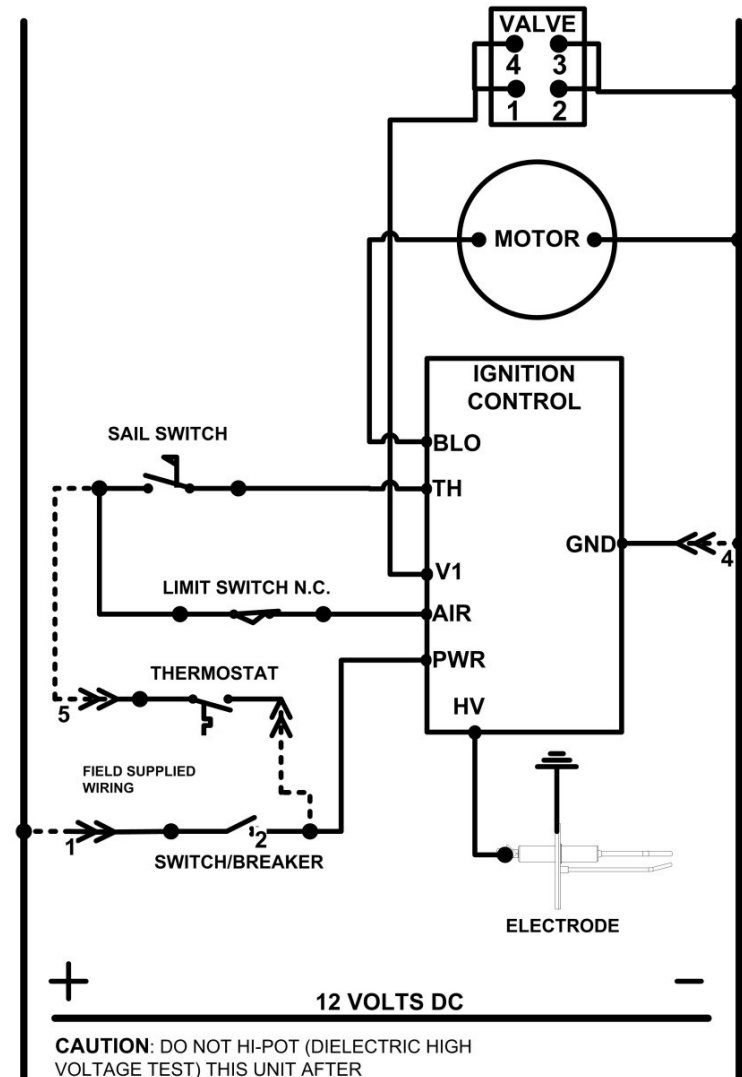 VALVE
4 3
1 2
MOTOR
IGNITION
CONTROL
BLO
SAIL SWITCH
TH
GND
4
V1
LIMIT SWITCH N.C.
AIR
PWR
THERMOSTAT
HV
5
FIELD SUPPLIED
WIRING
1
2
SWITCH/BREAKER
ELECTRODE
+ −
12 VOLTS DC
CAUTION: DO NOT HI-POT (DIELECTRIC HIGH
VOLTAGE TEST) THIS UNIT AFTER